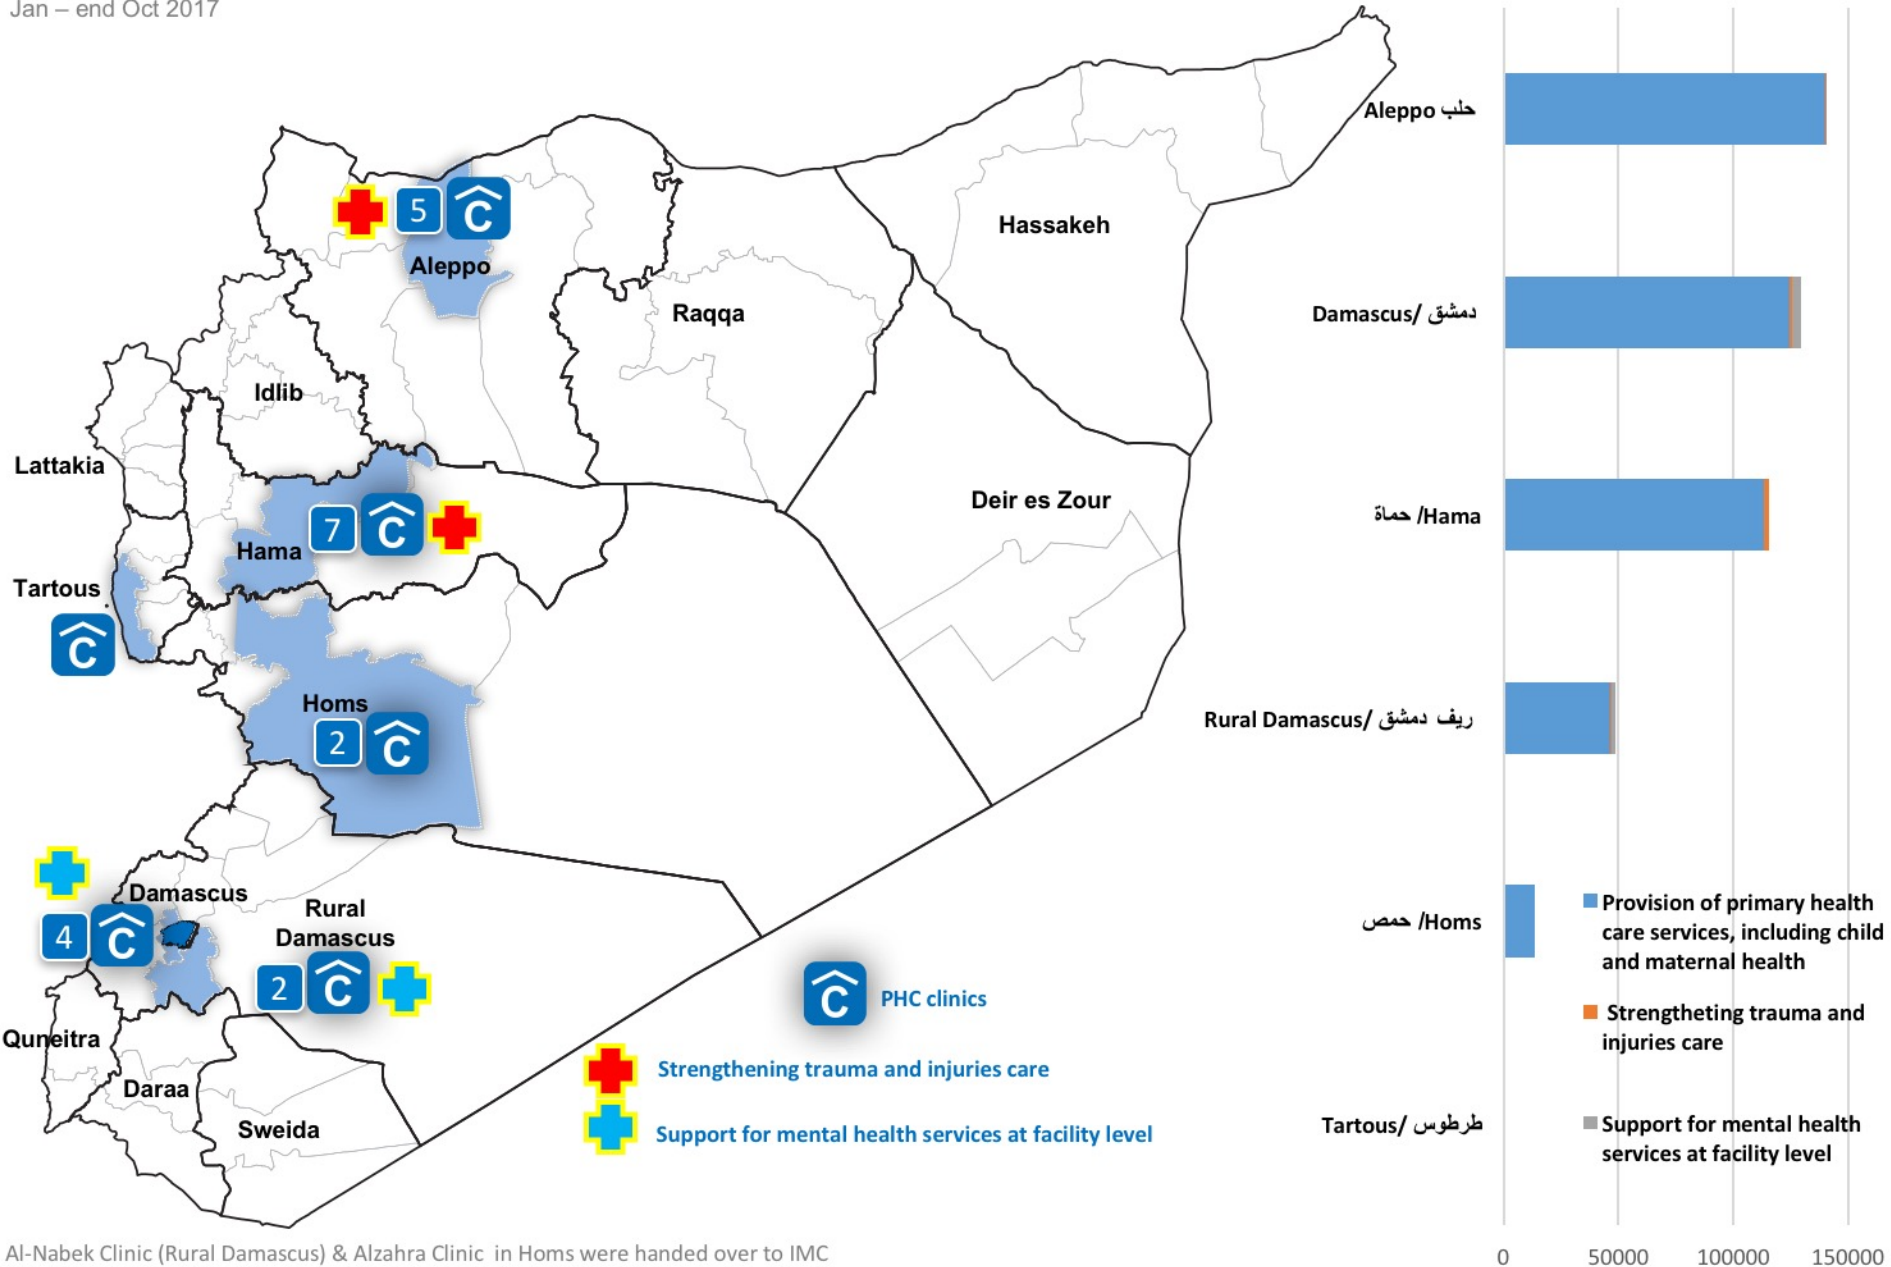 Jan – end Oct 2017
5
Aleppo
Hassakeh
Raqqa
Idlib
Lattakia
Deir es Zour
7
Hama
Tartous
Homs
2
Damascus
4
Rural
Damascus
2
Quneitra
Daraa
Sweida
PHC clinics
Strengthening trauma and injuries care
Support for mental health services at facility level
Al-Nabek Clinic (Rural Damascus) & Alzahra Clinic in Homs were handed over to IMC
Aleppo حلب
Damascus/ دمشق
حماة /Hama
Rural Damascus/ ريف دمشق
حمص /Homs
Tartous/ طرطوس
Provision of primary health
care services, including child
and maternal health
Strengtheting trauma and
injuries care
Support for mental health
services at facility level
0 50000 100000 150000